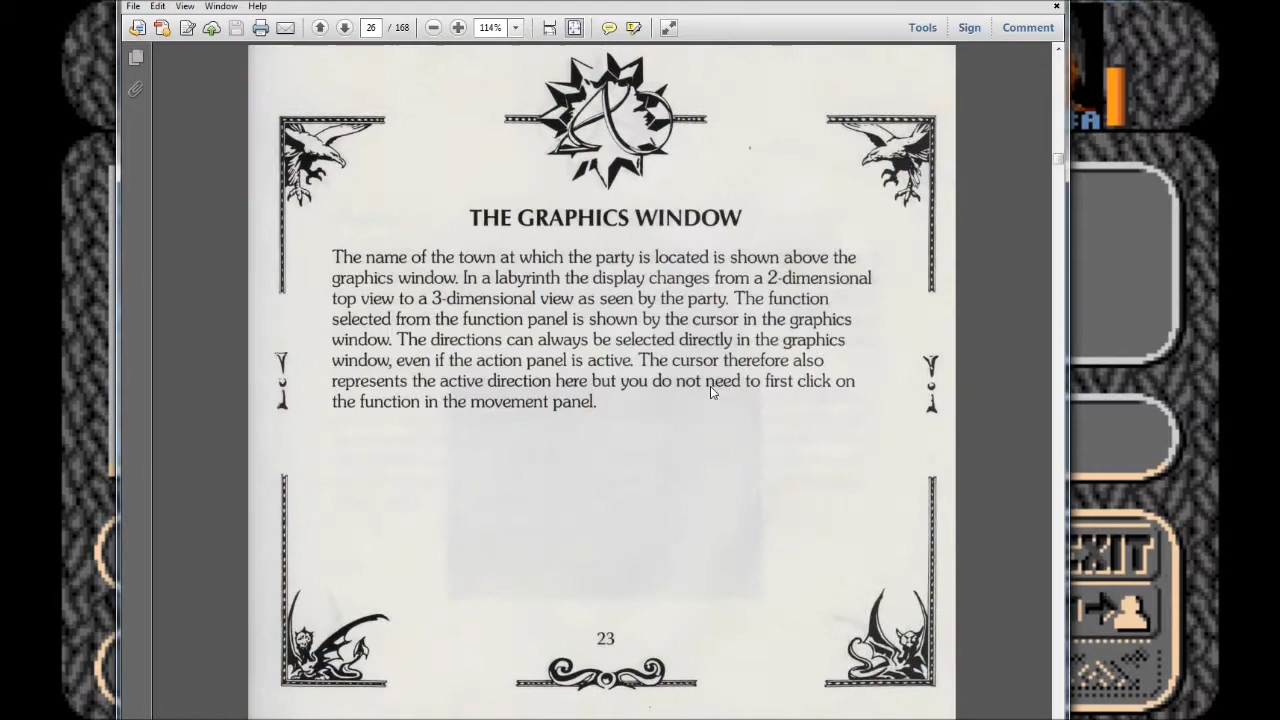 File Edit View Window Help
26 / 168 114% Tools Sign Comment
THE GRAPHICS WINDOW
The name of the town at which the party is located is shown above the
graphics window. In a labyrinth the display changes from a 2-dimensional
top view to a 3-dimensional view as seen by the party. The function
selected from the function panel is shown by the cursor in the graphics
window. The directions can always be selected directly in the graphics
window, even if the action panel is active. The cursor therefore also
represents the active direction here but you do not need to first click on
the function in the movement panel.
23
EXIT